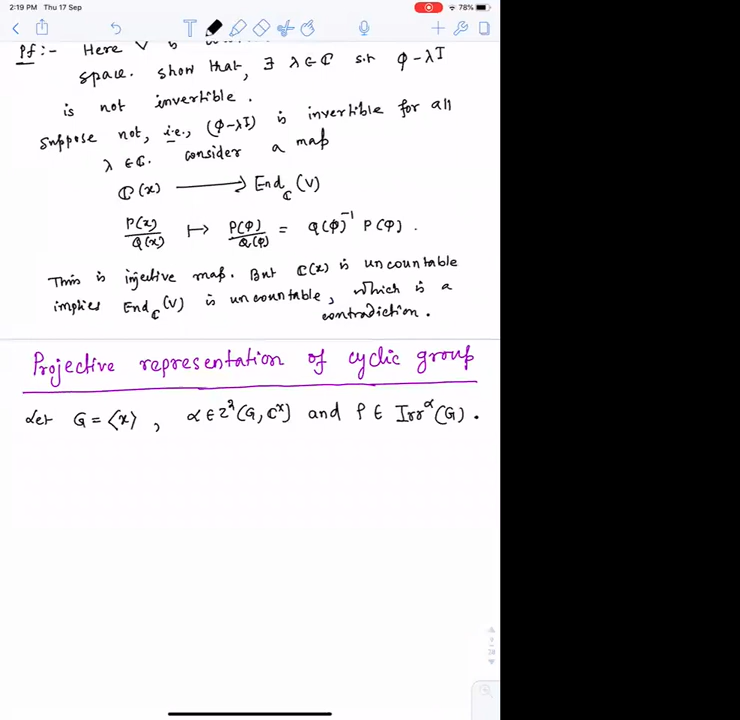 2:19 PM Thu 17 Sep
78%
Pf:- Here V is
space. show that, ∃ λ∈ℂ s.t φ-λI
is not invertible.
suppose not, i.e., (φ-λI) is invertible for all
λ∈ℂ. consider a map
ℂ(x) ⟶ End_ℂ(V)
P(x)/Q(x) ↦ P(φ)/Q(φ) = Q(φ)⁻¹ P(φ).
This is injective map. But ℂ(x) is uncountable
implies End_ℂ(V) is uncountable, which is a
contradiction.
Projective representation of cyclic group
Let G = <x>, α∈Z²(G,ℂˣ) and ρ∈ Irr^α(G).